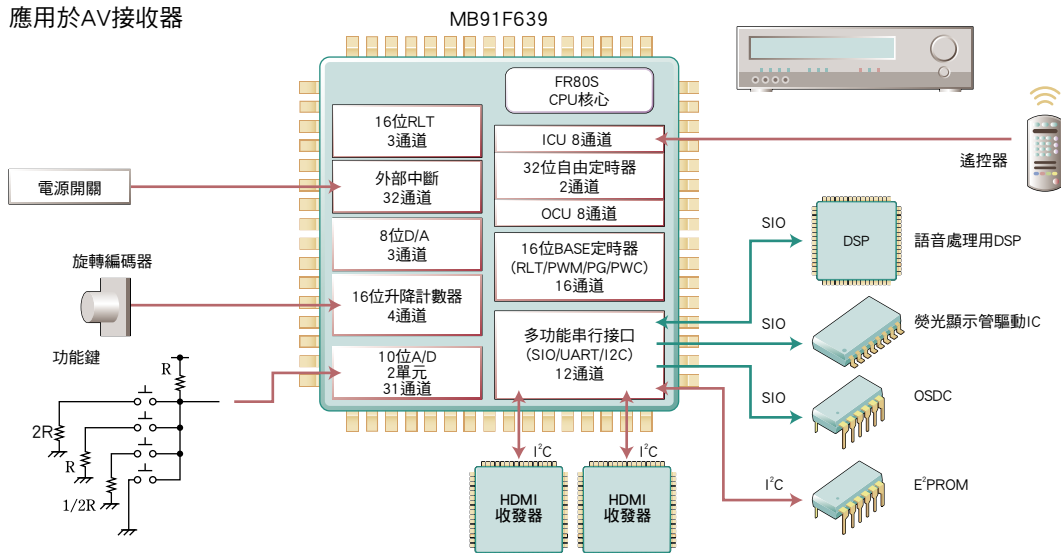 應用於AV接收器
MB91F639
FR80S
CPU核心
16位RLT
3通道
ICU 8通道
32位自由定時器
2通道
OCU 8通道
遙控器
電源開關
外部中斷
32通道
8位D/A
3通道
16位BASE定時器
(RLT/PWM/PG/PWC)
16通道
SIO
DSP
語音處理用DSP
旋轉編碼器
16位升降計數器
4通道
多功能串行接口
(SIO/UART/I2C)
12通道
SIO
熒光顯示管驅動IC
功能鍵
R
10位A/D
2單元
31通道
SIO
OSDC
2R
R
1/2R
I²C
I²C
HDMI
收發器
HDMI
收發器
I²C
E²PROM